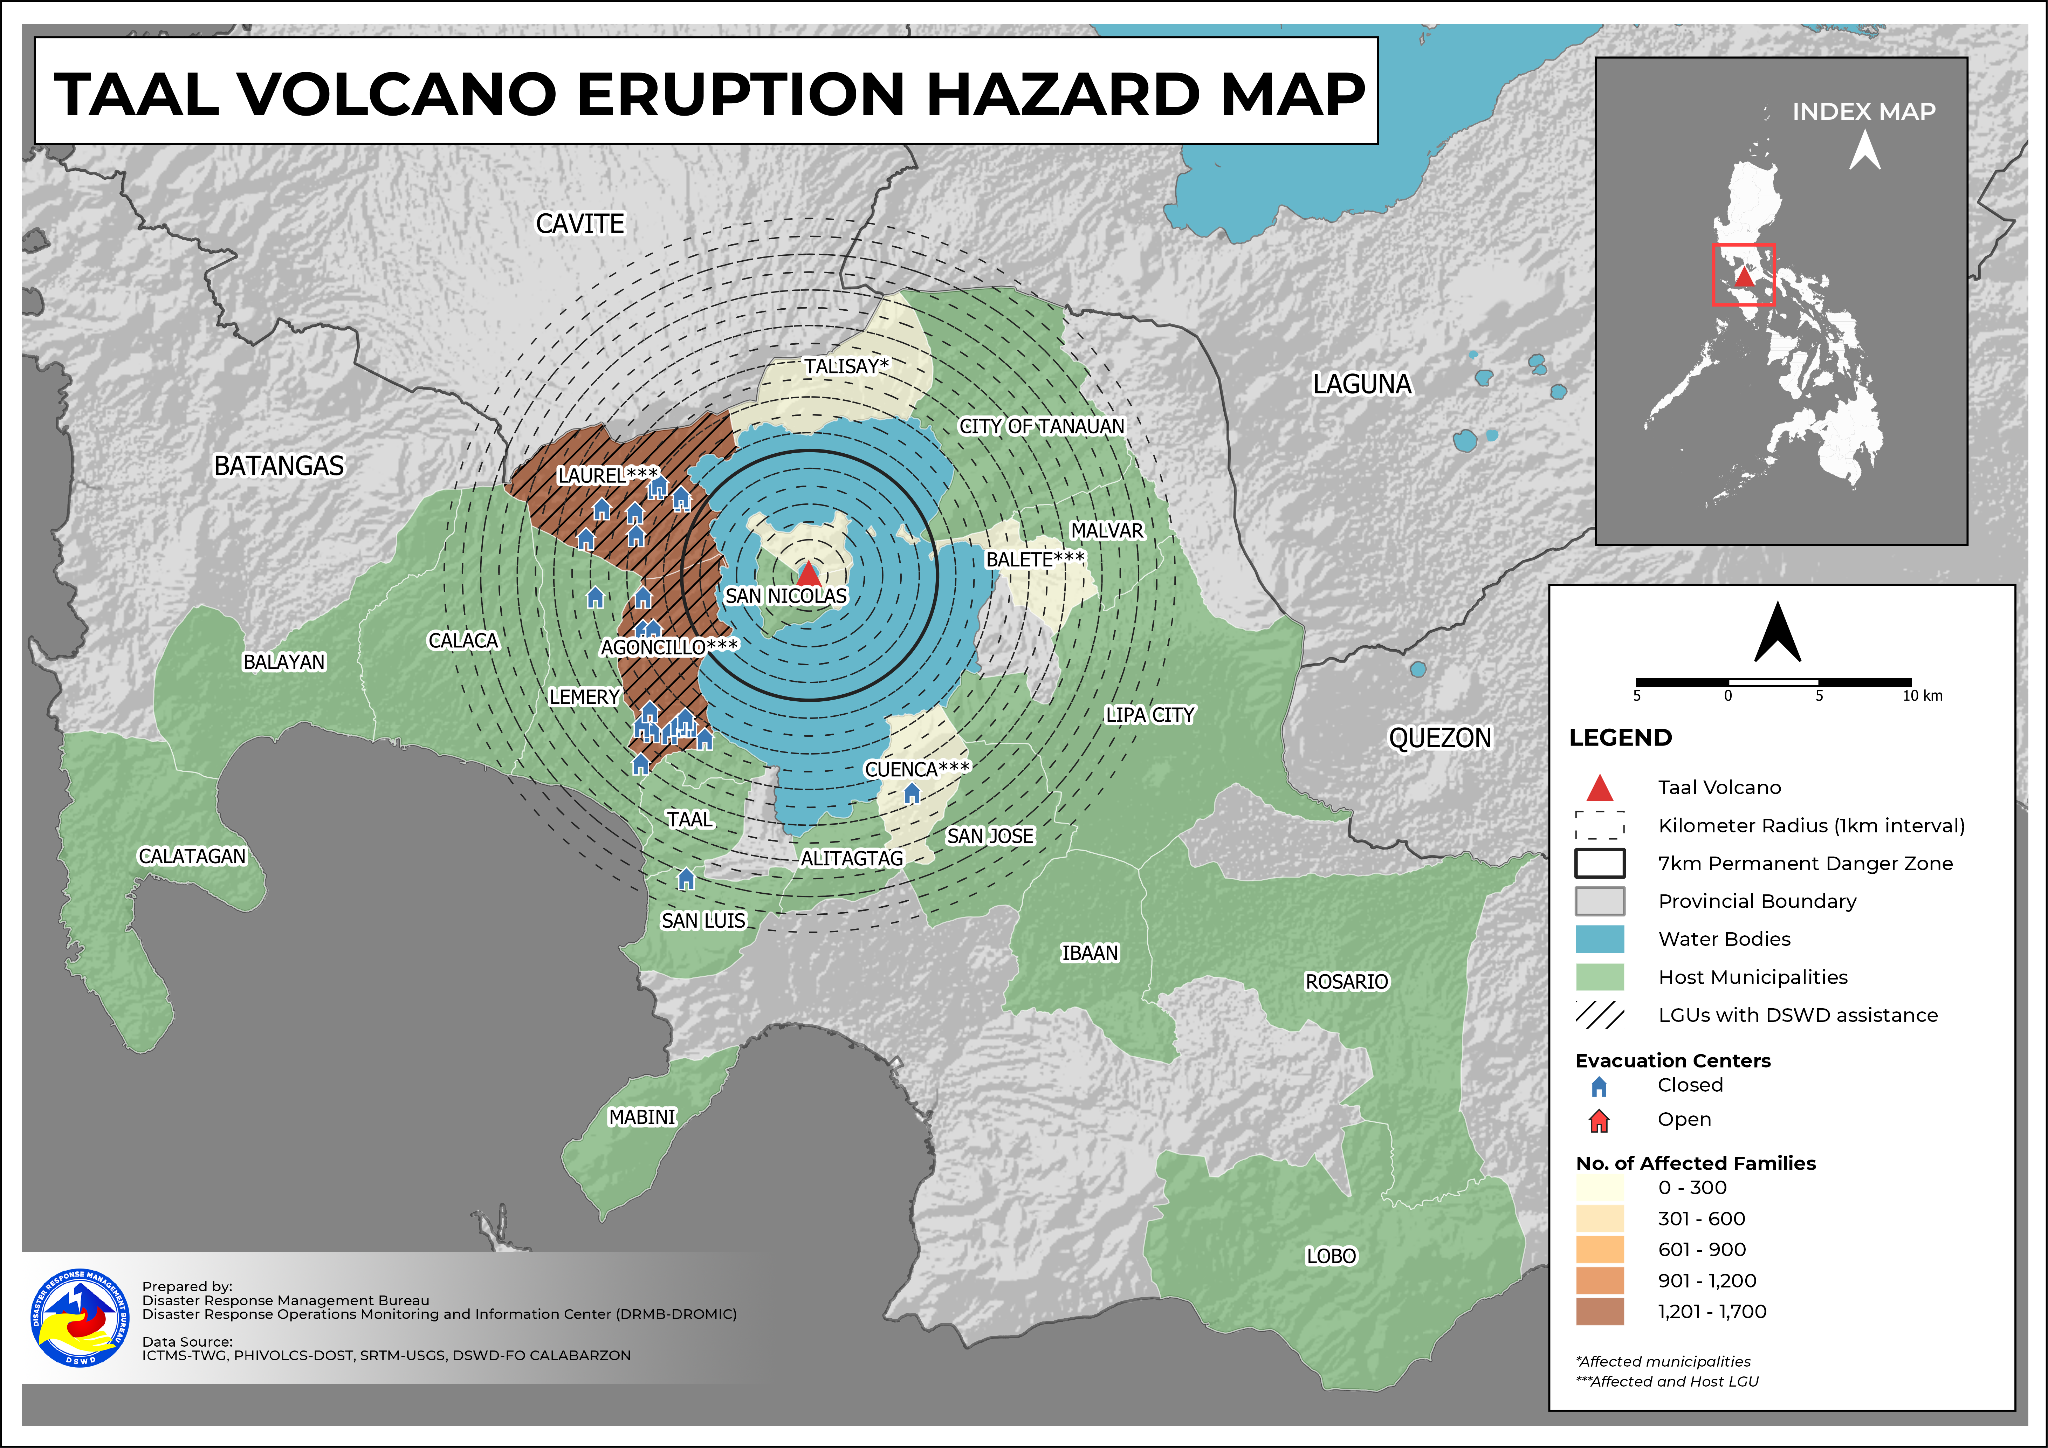 TAAL VOLCANO ERUPTION HAZARD MAP
INDEX MAP
CAVITE
TALISAY*
LAGUNA
CITY OF TANAUAN
BATANGAS
LAUREL***
MALVAR
BALETE***
SAN NICOLAS
CALACA
AGONCILLO***
BALAYAN
LEMERY
LIPA CITY
QUEZON
CUENCA***
TAAL
SAN JOSE
CALATAGAN
ALITAGTAG
SAN LUIS
IBAAN
ROSARIO
MABINI
LOBO
5 0 5 10 km
LEGEND
Taal Volcano
Kilometer Radius (1km interval)
7km Permanent Danger Zone
Provincial Boundary
Water Bodies
Host Municipalities
LGUs with DSWD assistance
Evacuation Centers
Closed
Open
No. of Affected Families
0 - 300
301 - 600
601 - 900
901 - 1,200
1,201 - 1,700
*Affected municipalities
***Affected and Host LGU
DISASTER RESPONSE MANAGEMENT BUREAU
DSWD
Prepared by:
Disaster Response Management Bureau
Disaster Response Operations Monitoring and Information Center (DRMB-DROMIC)
Data Source:
ICTMS-TWG, PHIVOLCS-DOST, SRTM-USGS, DSWD-FO CALABARZON